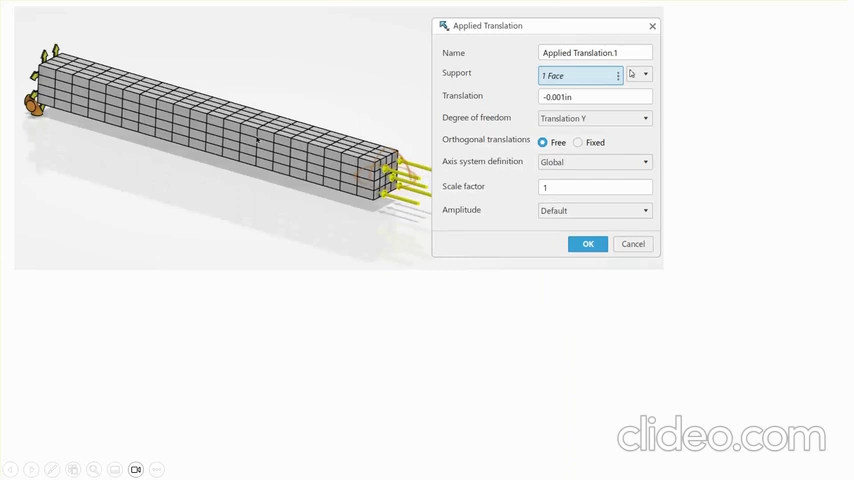 Applied Translation
Name
Applied Translation.1
Support
1 Face
Translation
-0.001in
Degree of freedom
Translation Y
Orthogonal translations
Free
Fixed
Axis system definition
Global
Scale factor
1
Amplitude
Default
OK
Cancel
clideo.com